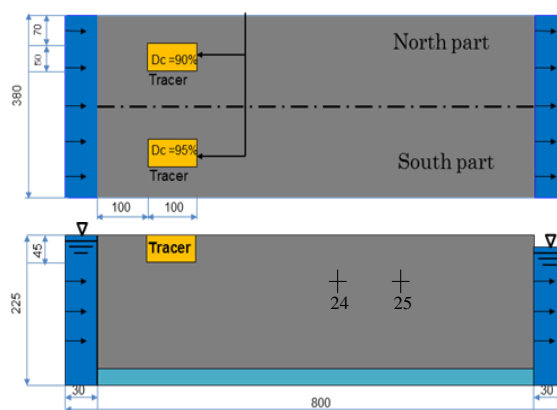 North part
70
50
380
Dc =90%
Tracer
Dc =95%
Tracer
South part
100
100
45
225
Tracer
24
25
30
800
30